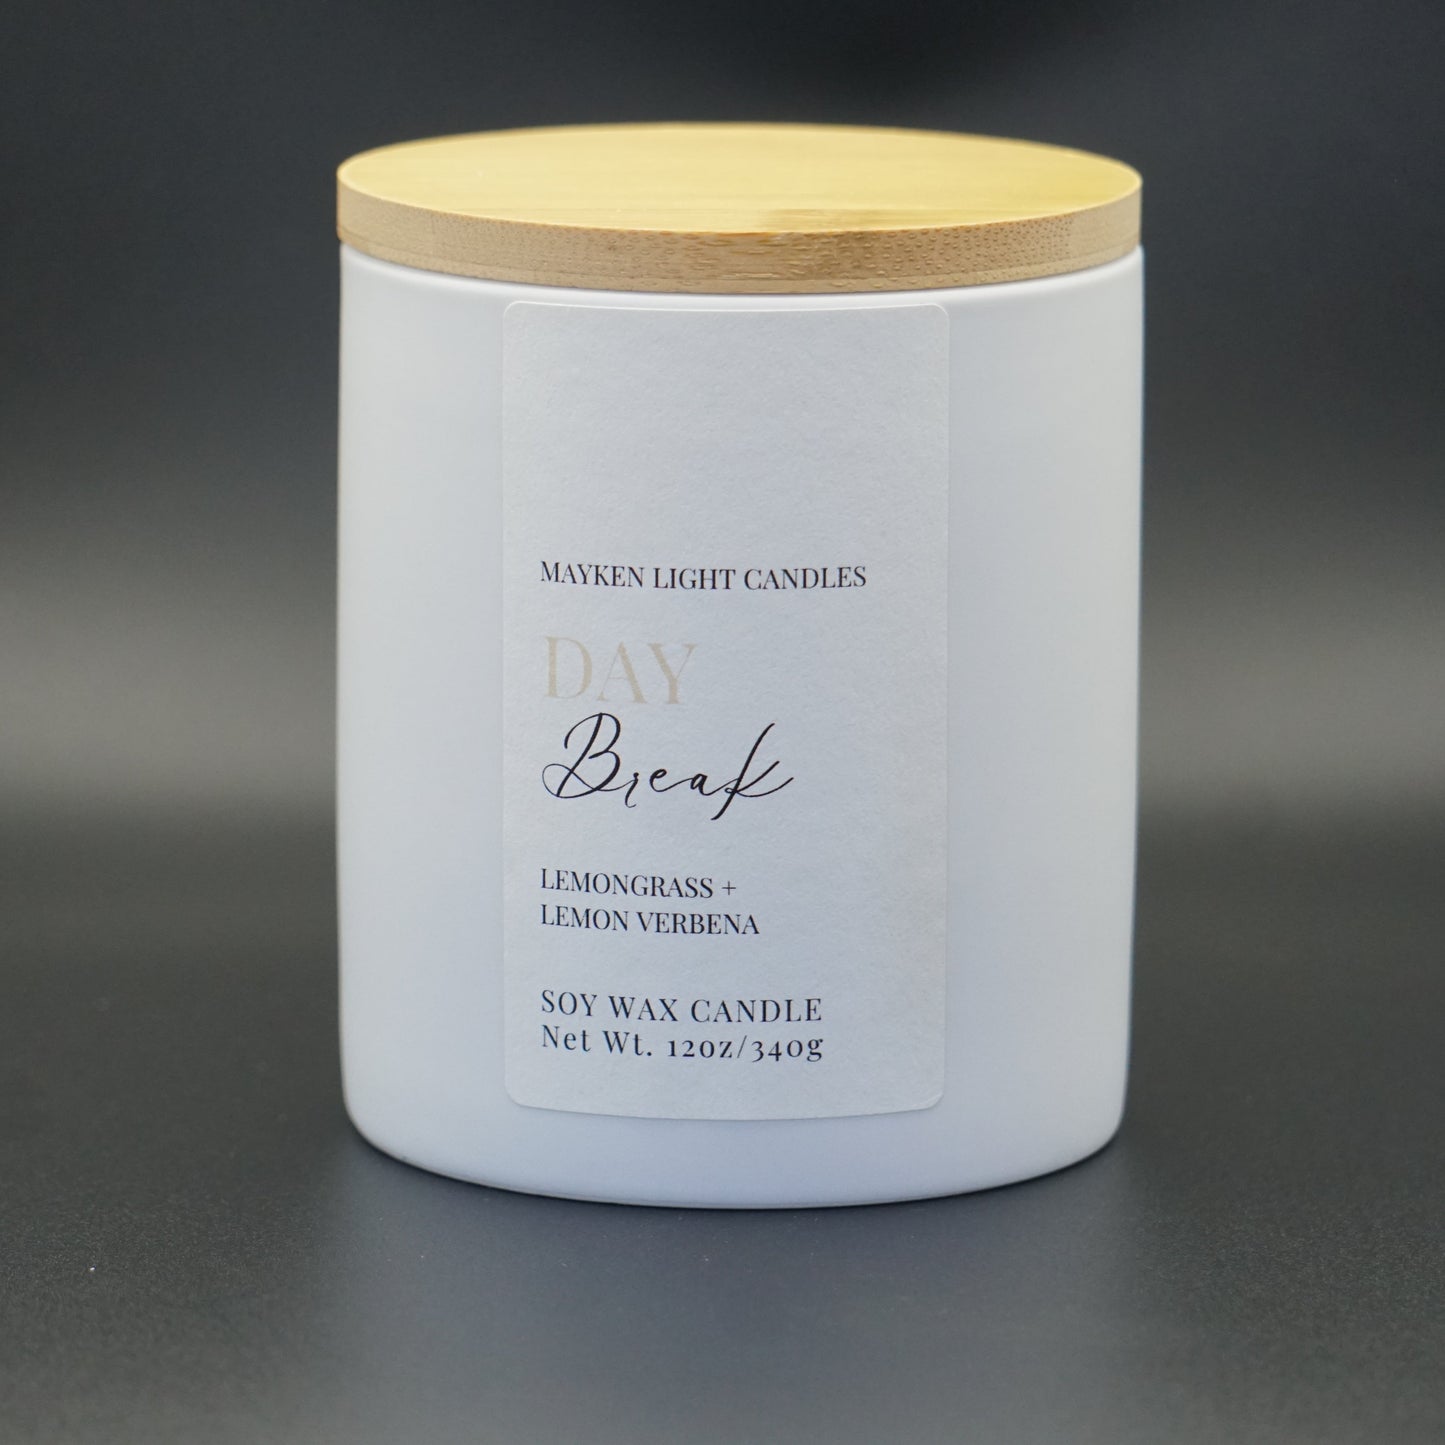 MAYKEN LIGHT CANDLES
DAY
Break
LEMONGRASS +
LEMON VERBENA
SOY WAX CANDLE
Net Wt. 12oz/340g